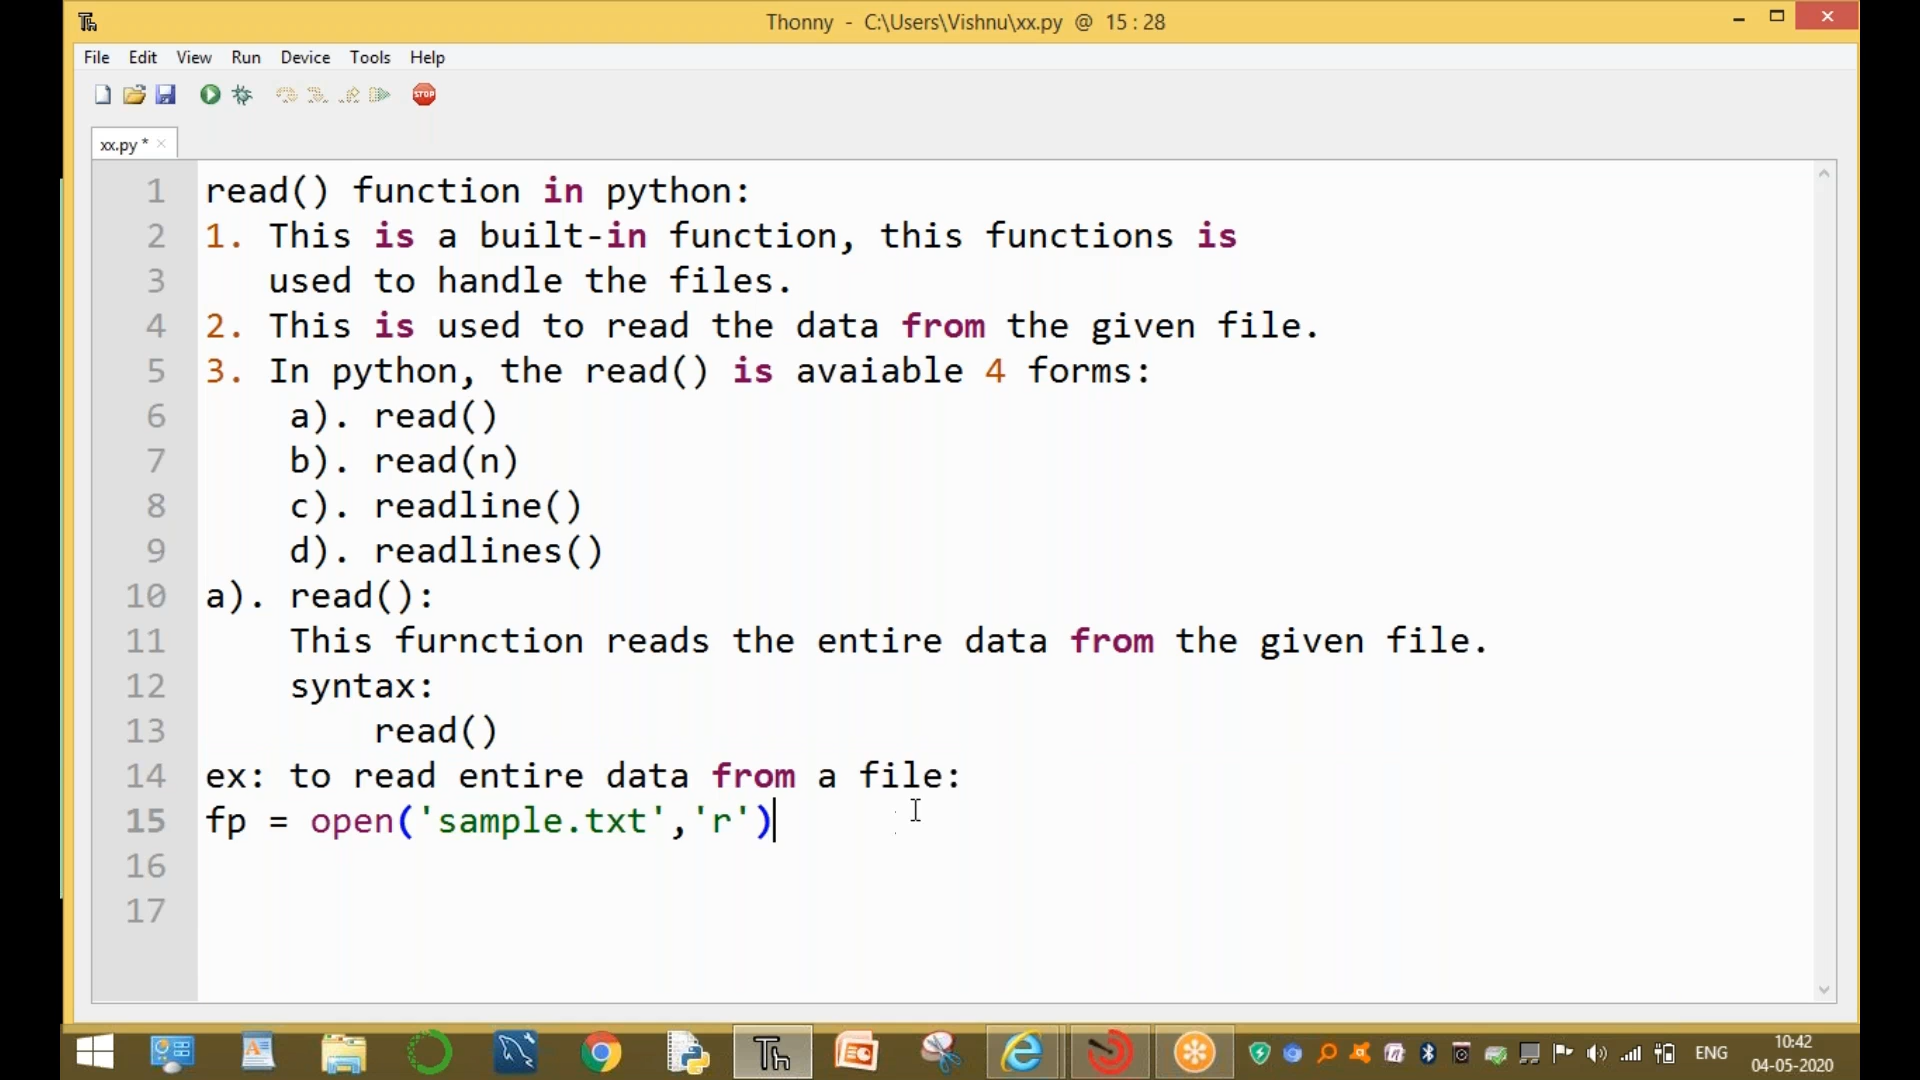 Thonny - C:\Users\Vishnu\xx.py @ 15 : 28
File Edit View Run Device Tools Help
STOP
xx.py *
1 read() function in python:
2 1. This is a built-in function, this functions is
3 used to handle the files.
4 2. This is used to read the data from the given file.
5 3. In python, the read() is avaiable 4 forms:
6 a). read()
7 b). read(n)
8 c). readline()
9 d). readlines()
10 a). read():
11 This furnction reads the entire data from the given file.
12 syntax:
13 read()
14 ex: to read entire data from a file:
15 fp = open('sample.txt','r')
16
17
Th
ENG
10:42
04-05-2020